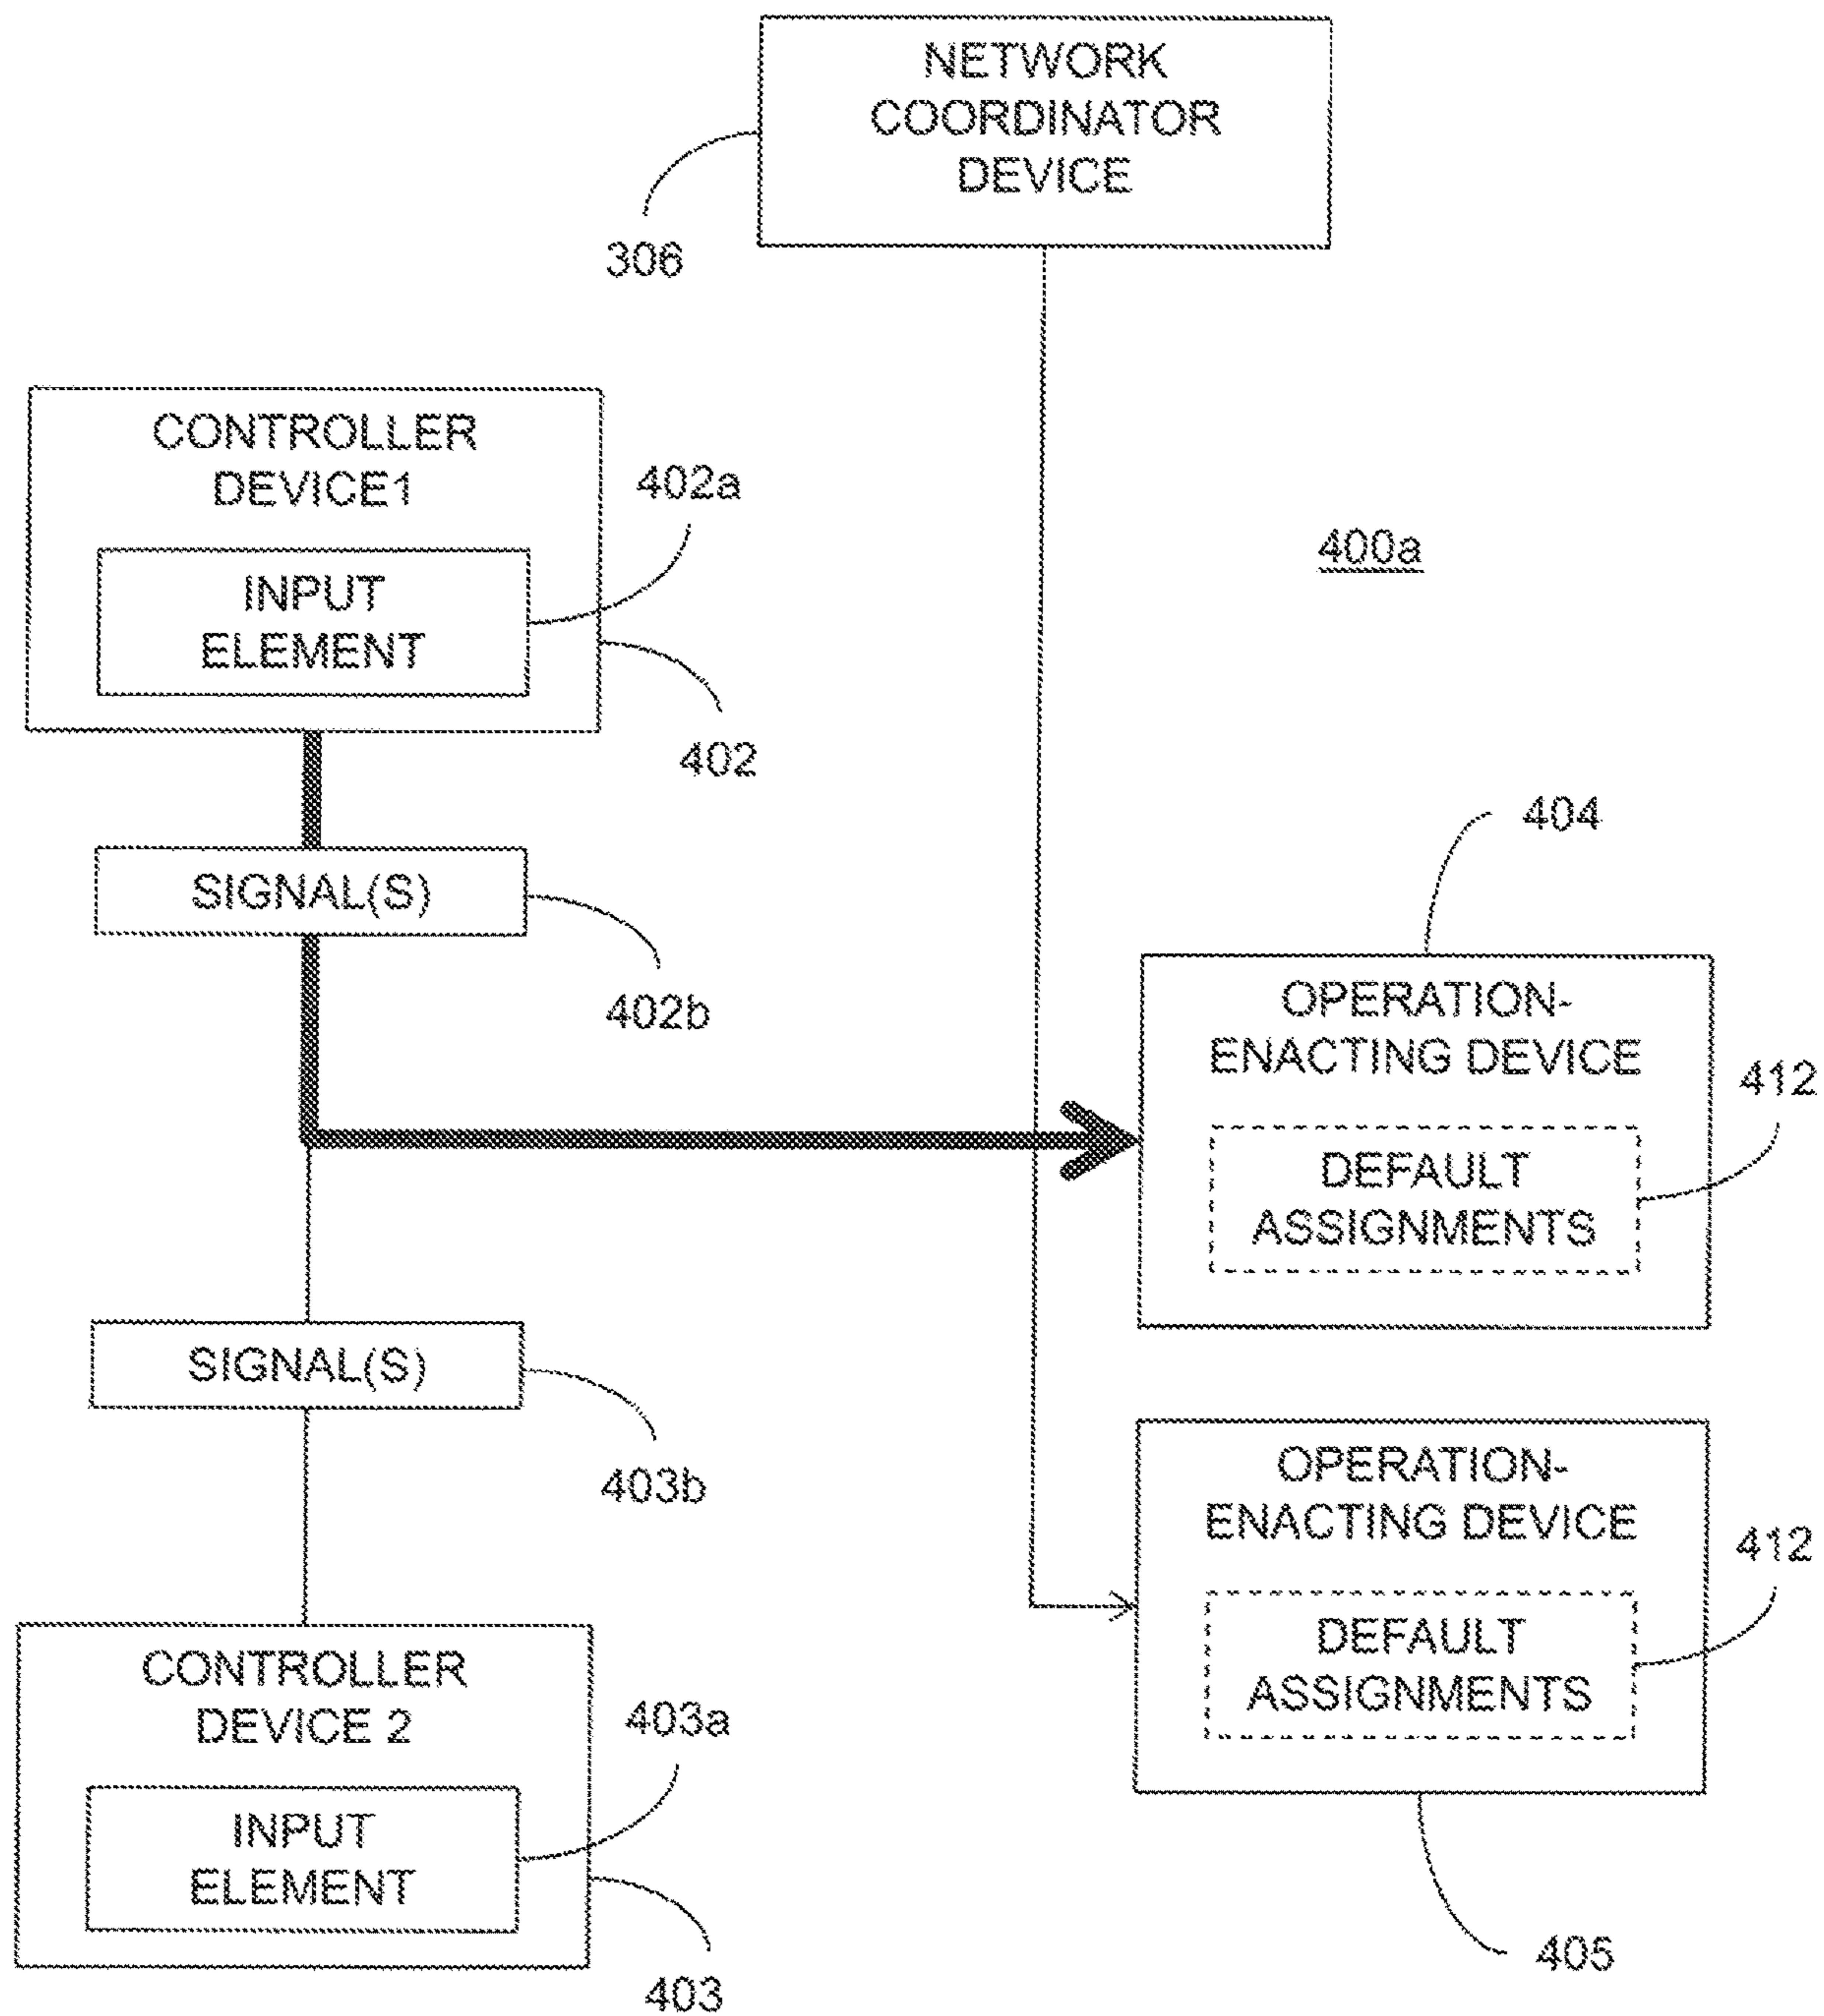 NETWORK
COORDINATOR
DEVICE
306
CONTROLLER
DEVICE1
402a
INPUT
ELEMENT
400a
402
404
SIGNAL(S)
402b
OPERATION-
ENACTING DEVICE
412
DEFAULT
ASSIGNMENTS
SIGNAL(S)
403b
OPERATION-
ENACTING DEVICE
412
DEFAULT
ASSIGNMENTS
CONTROLLER
DEVICE 2
403a
INPUT
ELEMENT
405
403